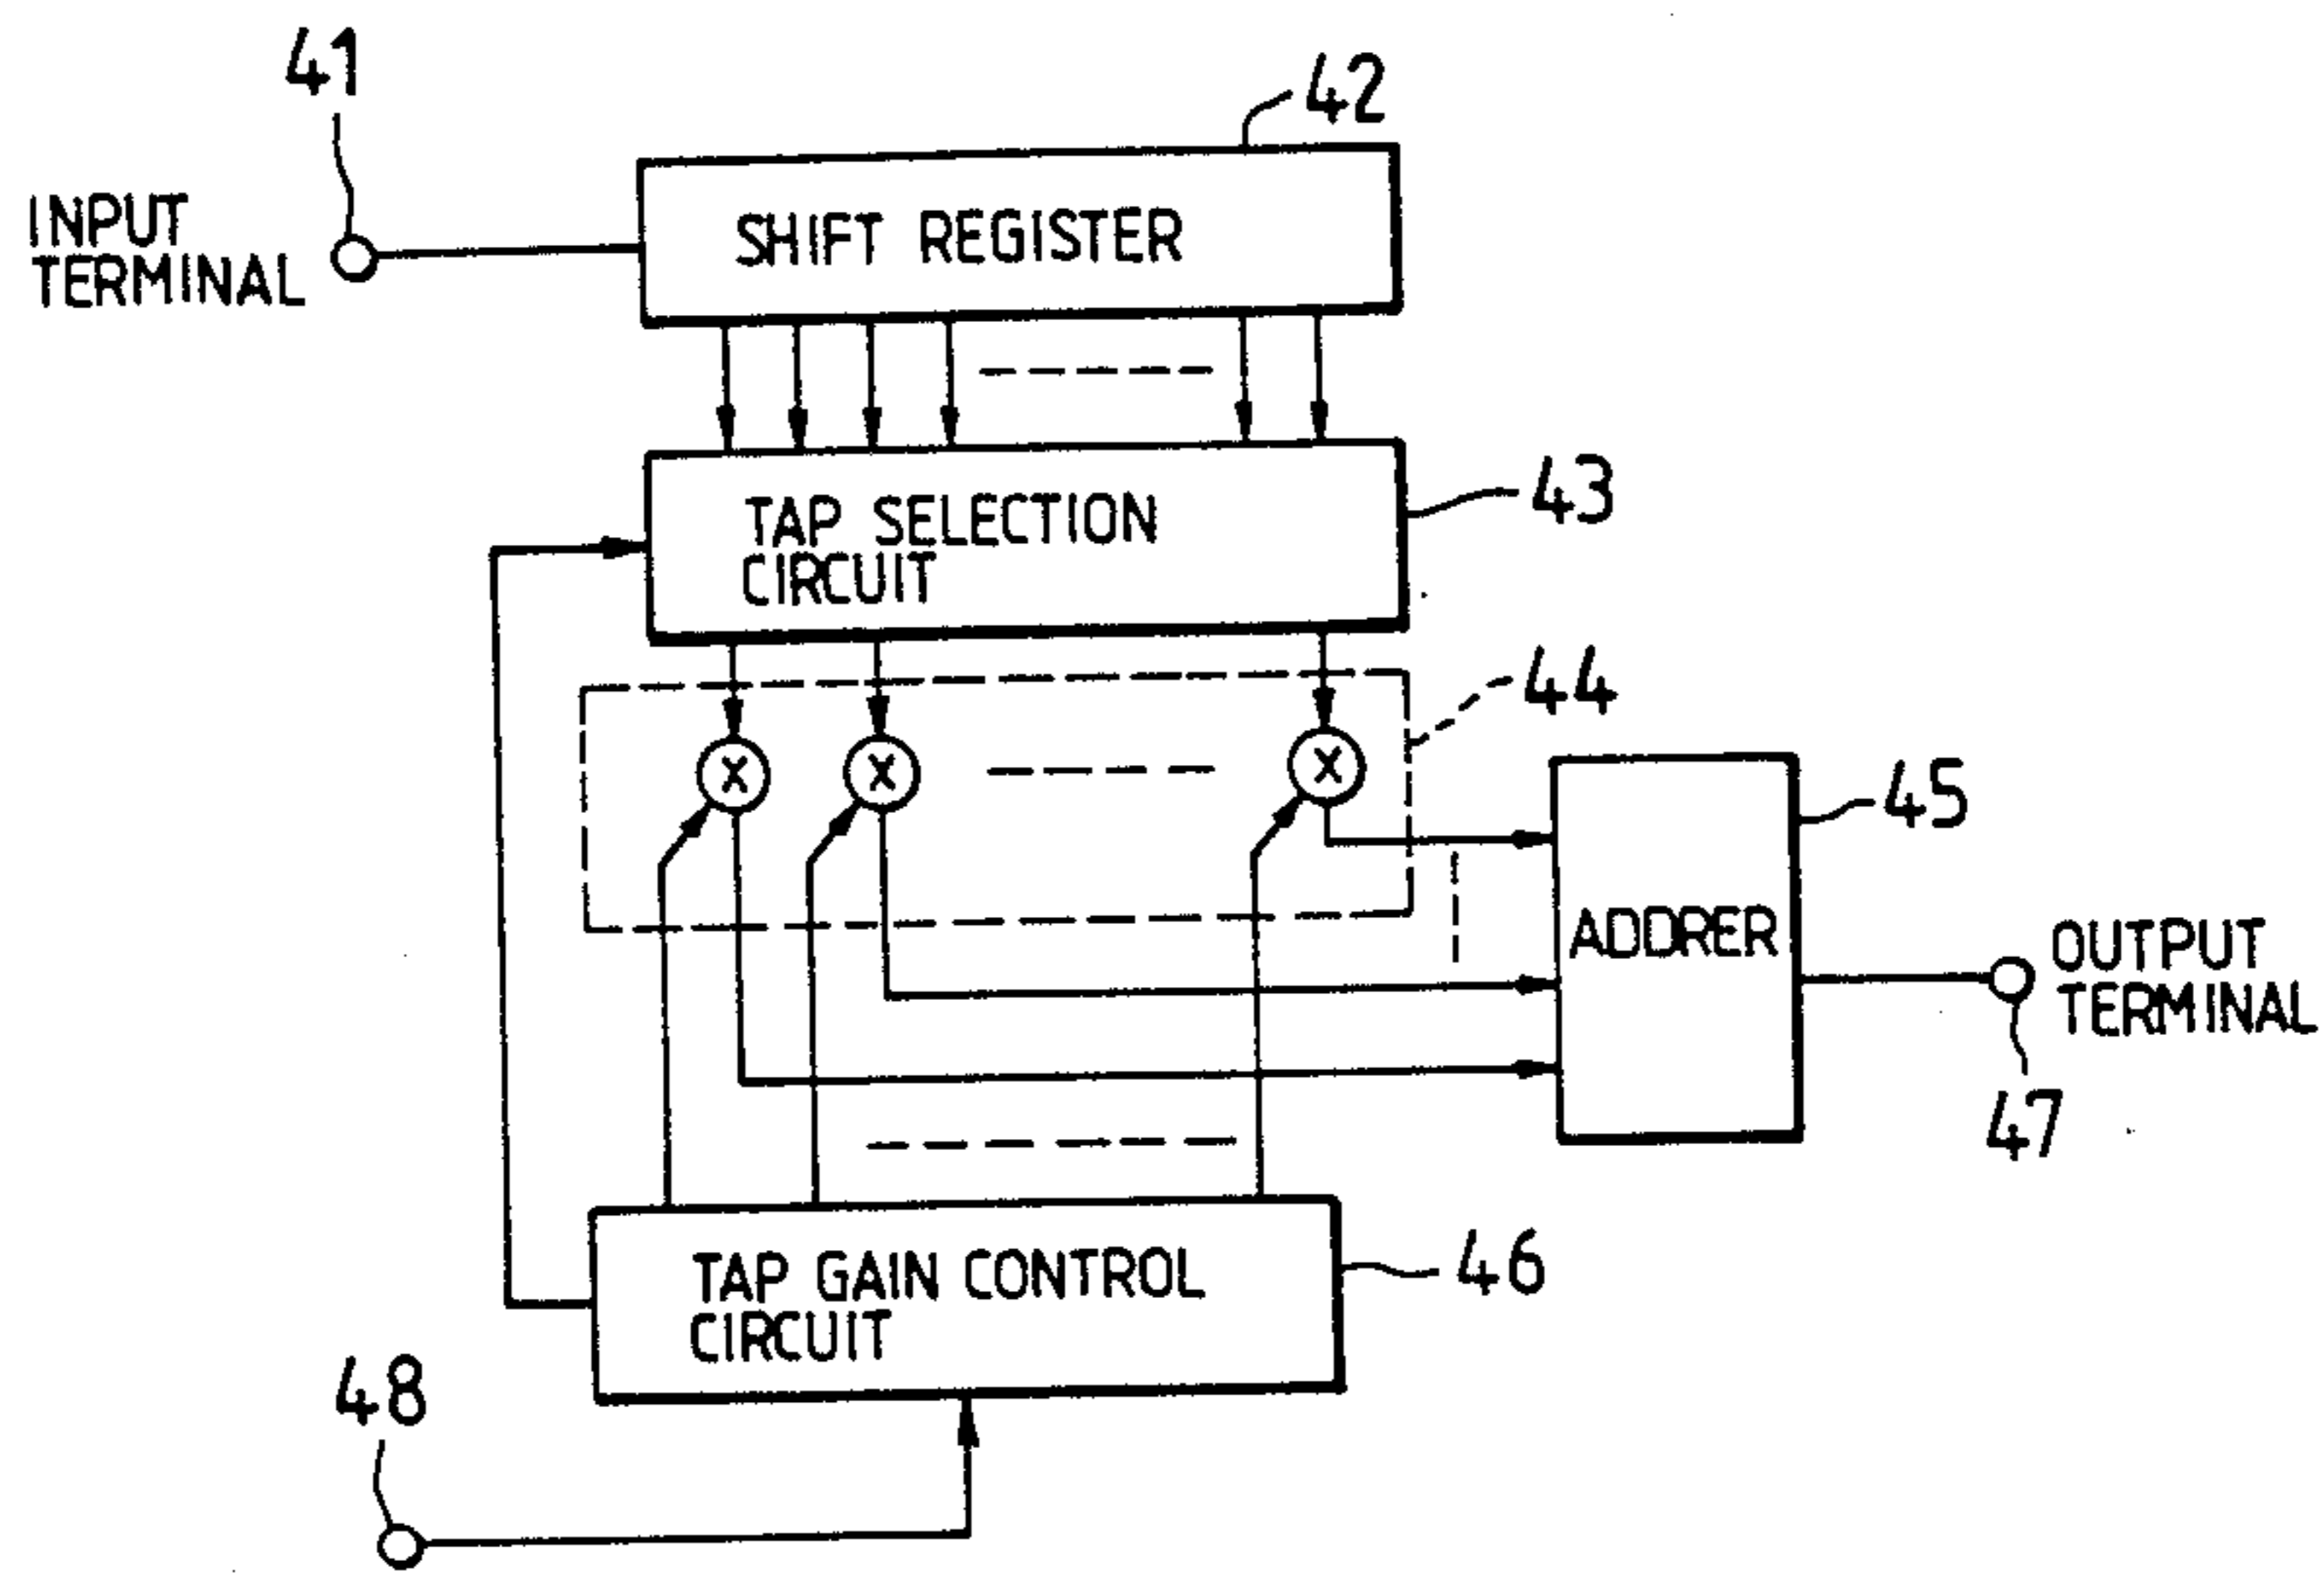 41
42
INPUT
TERMINAL
SHIFT REGISTER
TAP SELECTION
CIRCUIT
43
44
X
X
X
45
ADDRER
OUTPUT
TERMINAL
47
TAP GAIN CONTROL
CIRCUIT
46
48